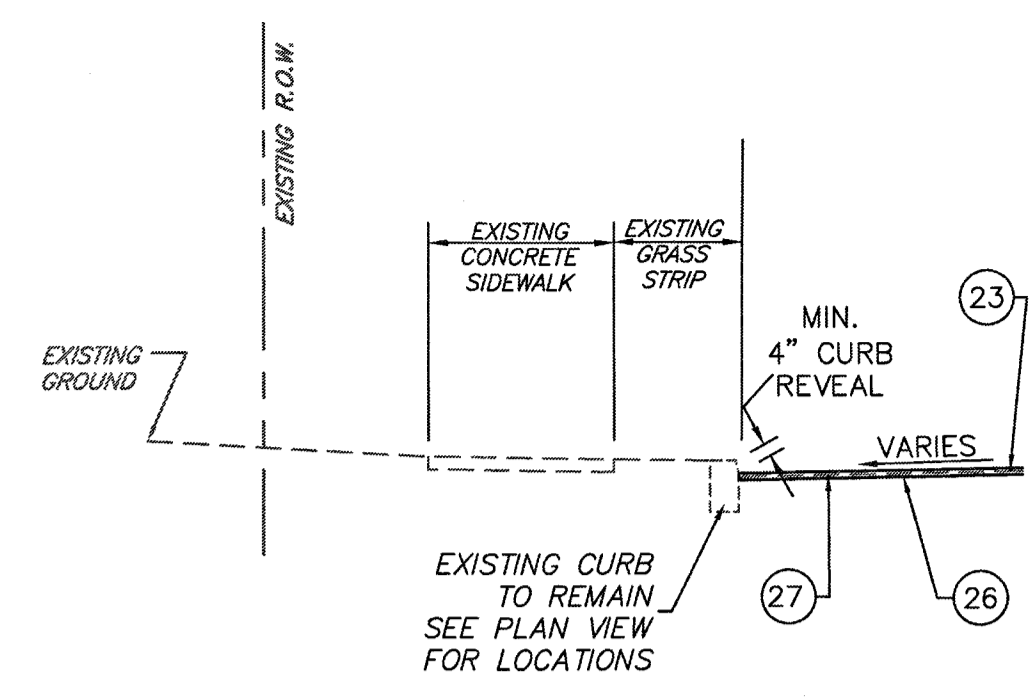 EXISTING R.O.W.
EXISTING
CONCRETE
SIDEWALK
EXISTING
GRASS
STRIP
23
MIN.
4" CURB
REVEAL
EXISTING
GROUND
VARIES
EXISTING CURB
TO REMAIN
SEE PLAN VIEW
FOR LOCATIONS
27
26